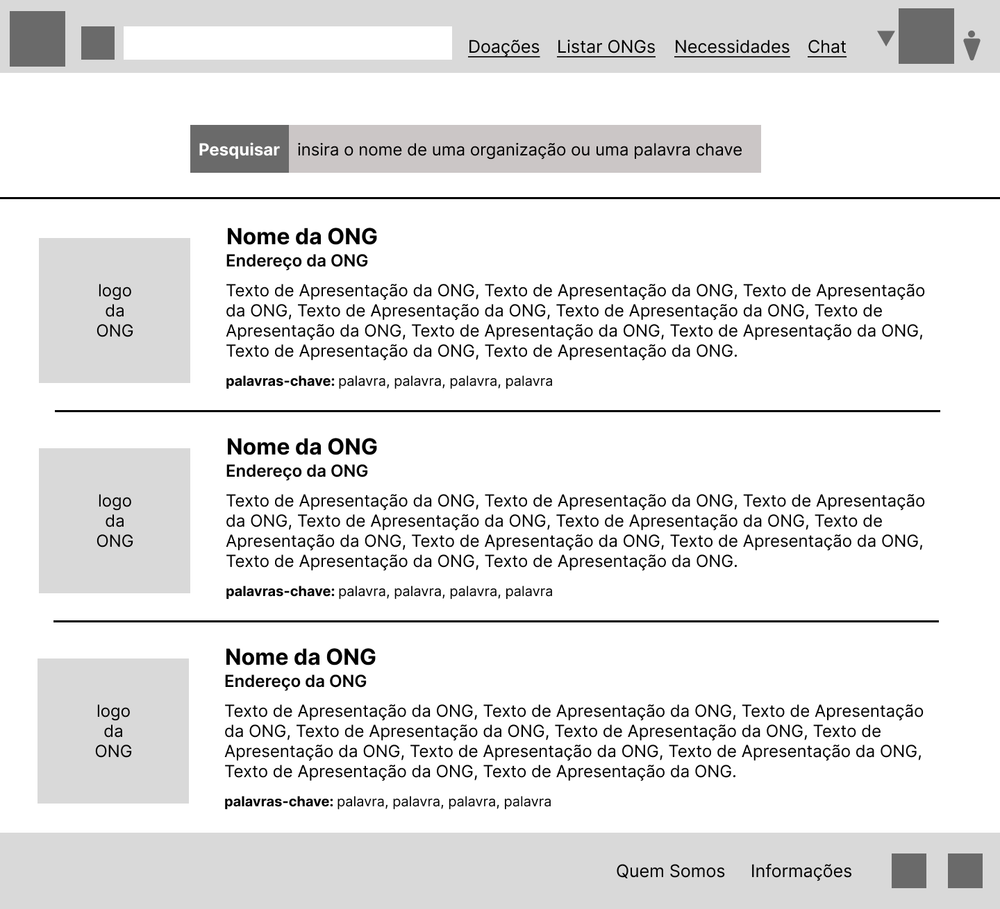 Doações Listar ONGs Necessidades Chat
Pesquisar insira o nome de uma organização ou uma palavra chave
logo
da
ONG
Nome da ONG
Endereço da ONG
Texto de Apresentação da ONG, Texto de Apresentação da ONG, Texto de Apresentação
da ONG, Texto de Apresentação da ONG, Texto de Apresentação da ONG, Texto de
Apresentação da ONG, Texto de Apresentação da ONG, Texto de Apresentação da ONG,
Texto de Apresentação da ONG, Texto de Apresentação da ONG.
palavras-chave: palavra, palavra, palavra, palavra
logo
da
ONG
Nome da ONG
Endereço da ONG
Texto de Apresentação da ONG, Texto de Apresentação da ONG, Texto de Apresentação
da ONG, Texto de Apresentação da ONG, Texto de Apresentação da ONG, Texto de
Apresentação da ONG, Texto de Apresentação da ONG, Texto de Apresentação da ONG,
Texto de Apresentação da ONG, Texto de Apresentação da ONG.
palavras-chave: palavra, palavra, palavra, palavra
logo
da
ONG
Nome da ONG
Endereço da ONG
Texto de Apresentação da ONG, Texto de Apresentação da ONG, Texto de Apresentação
da ONG, Texto de Apresentação da ONG, Texto de Apresentação da ONG, Texto de
Apresentação da ONG, Texto de Apresentação da ONG, Texto de Apresentação da ONG,
Texto de Apresentação da ONG, Texto de Apresentação da ONG.
palavras-chave: palavra, palavra, palavra, palavra
Quem Somos Informações